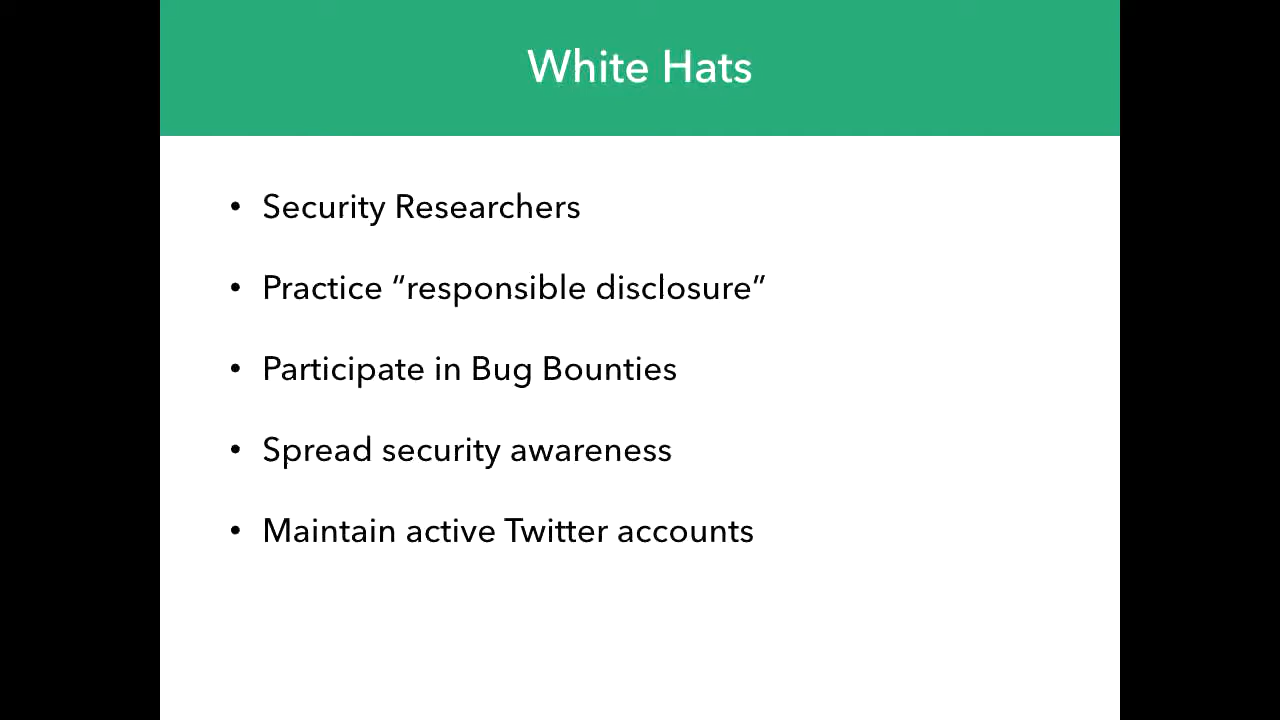 White Hats
• Security Researchers
• Practice “responsible disclosure”
• Participate in Bug Bounties
• Spread security awareness
• Maintain active Twitter accounts